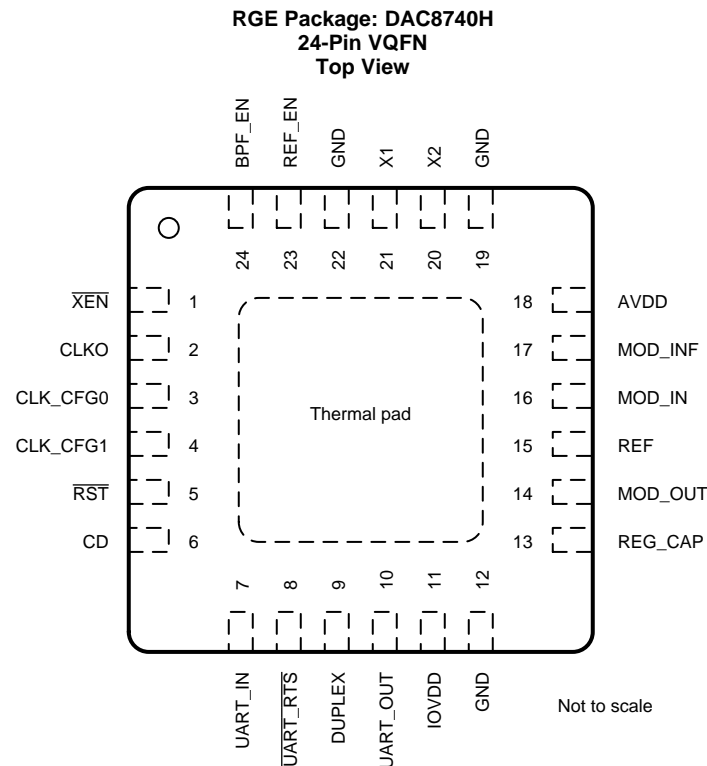 RGE Package: DAC8740H
24-Pin VQFN
Top View
BPF_EN
REF_EN
GND
X1
X2
GND
24
23
22
21
20
19
XEN 1
CLKO 2
CLK_CFG0 3
CLK_CFG1 4
RST 5
CD 6
Thermal pad
18 AVDD
17 MOD_INF
16 MOD_IN
15 REF
14 MOD_OUT
13 REG_CAP
7
8
9
10
11
12
UART_IN
UART_RTS
DUPLEX
UART_OUT
IOVDD
GND
Not to scale